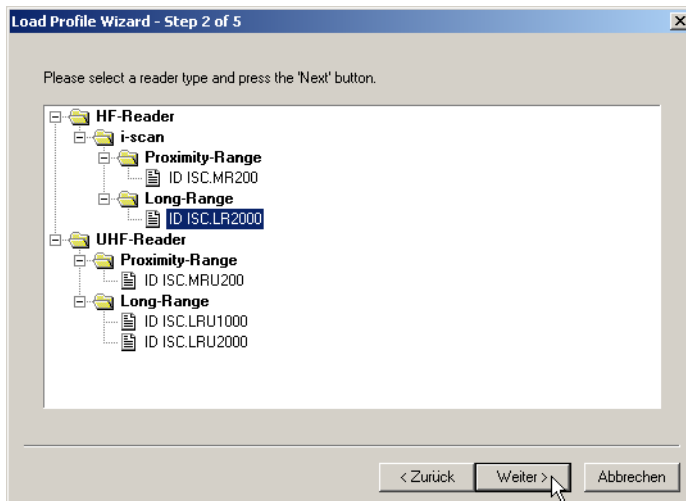 Load Profile Wizard - Step 2 of 5
Please select a reader type and press the 'Next' button.
HF-Reader
i-scan
Proximity-Range
ID ISC.MR200
Long-Range
ID ISC.LR2000
UHF-Reader
Proximity-Range
ID ISC.MRU200
Long-Range
ID ISC.LRU1000
ID ISC.LRU2000
< Zurück Weiter > Abbrechen